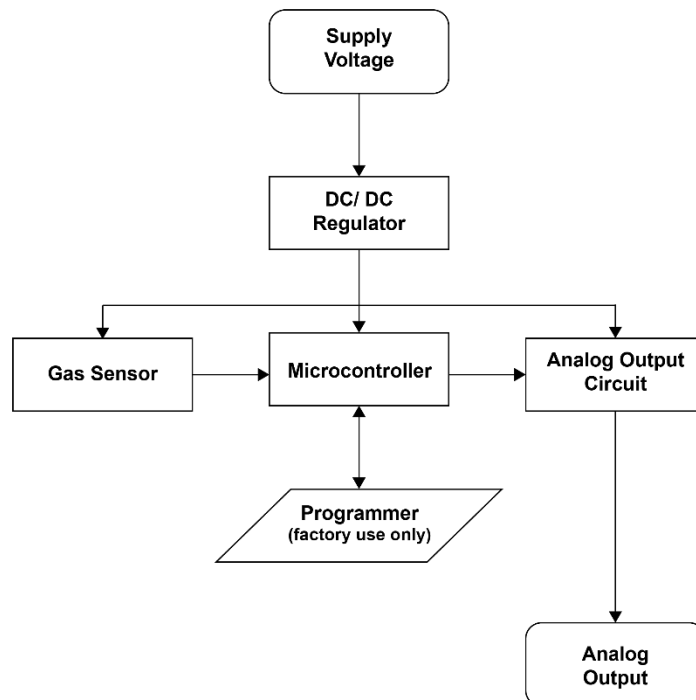 Supply
Voltage
DC/ DC
Regulator
Gas Sensor
Microcontroller
Analog Output
Circuit
Programmer
(factory use only)
Analog
Output